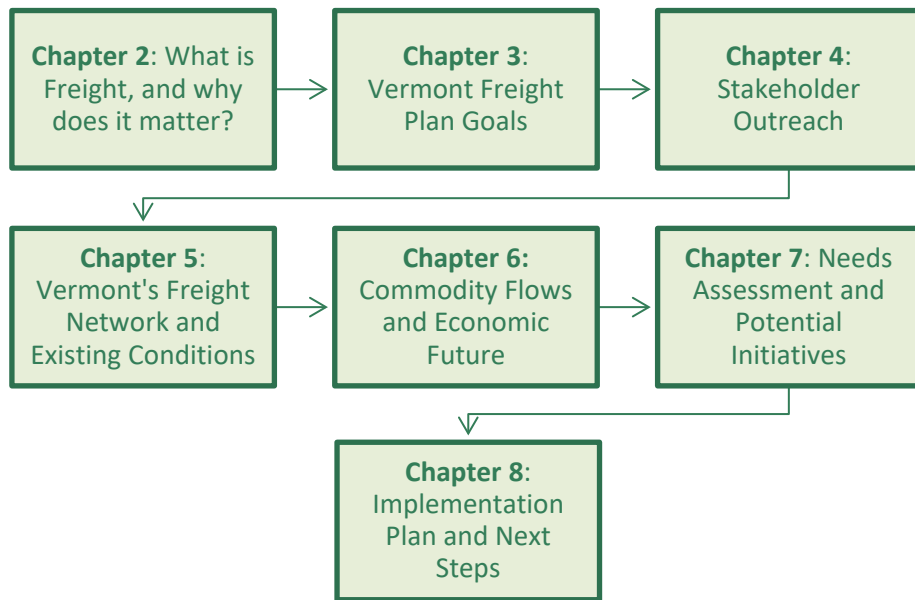 Chapter 2: What is
Freight, and why
does it matter?
Chapter 3:
Vermont Freight
Plan Goals
Chapter 4:
Stakeholder
Outreach
Chapter 5:
Vermont's Freight
Network and
Existing Conditions
Chapter 6:
Commodity Flows
and Economic
Future
Chapter 7: Needs
Assessment and
Potential
Initiatives
Chapter 8:
Implementation
Plan and Next
Steps